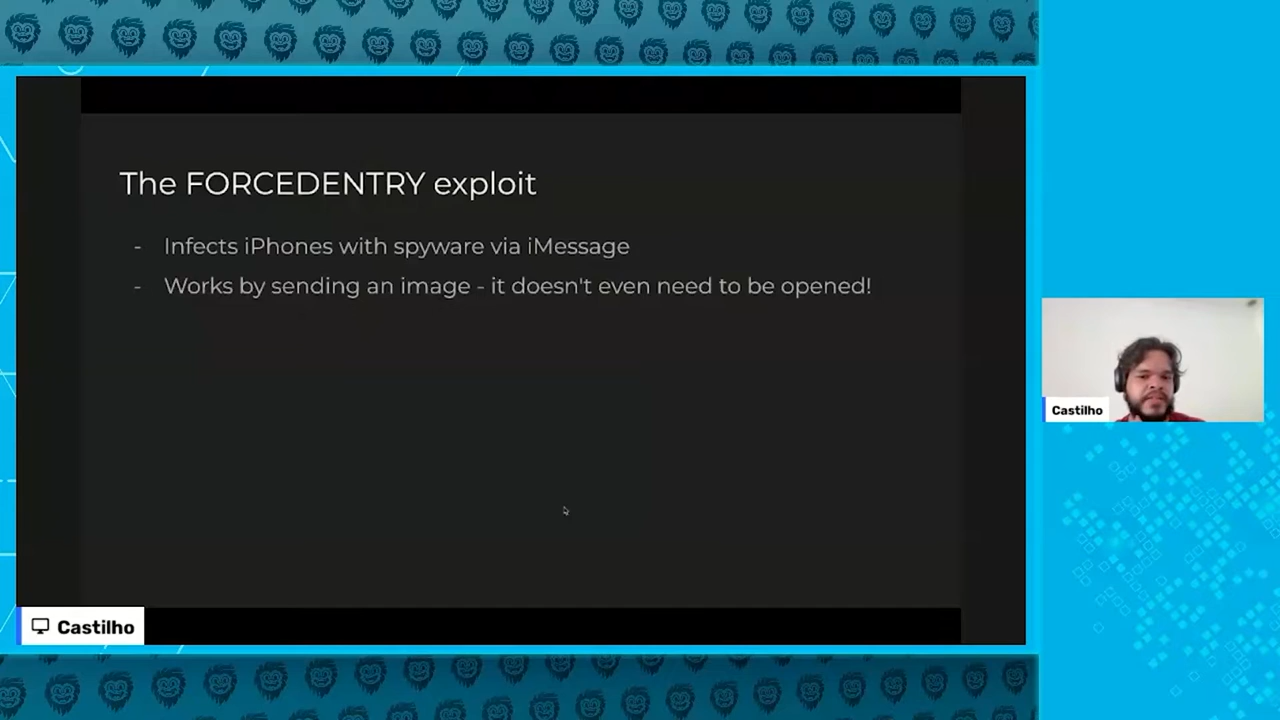 The FORCEDENTRY exploit
- Infects iPhones with spyware via iMessage
- Works by sending an image - it doesn't even need to be opened!
Castilho
Castilho